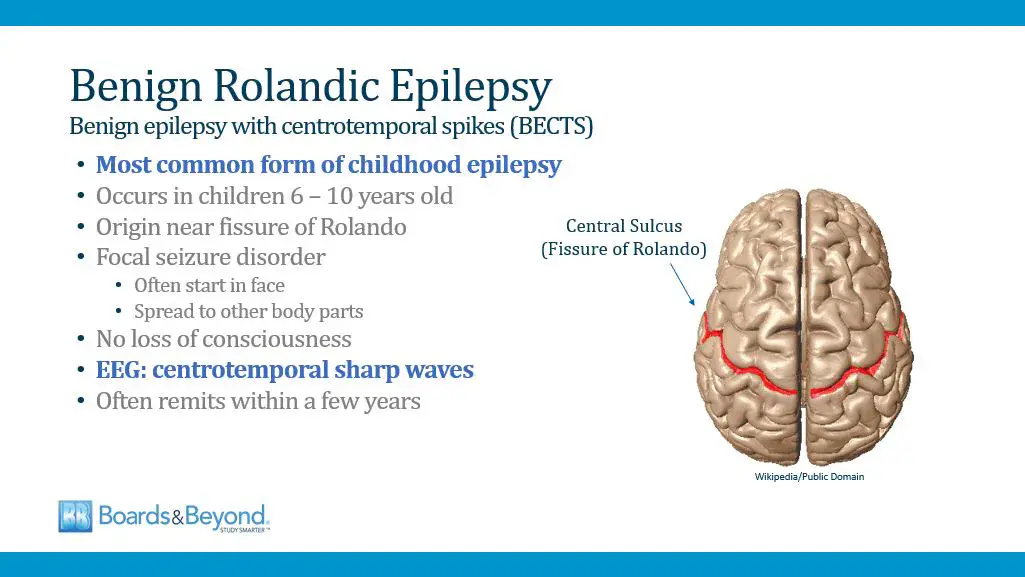 Benign Rolandic Epilepsy
Benign epilepsy with centrotemporal spikes (BECTS)
• Most common form of childhood epilepsy
• Occurs in children 6 – 10 years old
• Origin near fissure of Rolando
• Focal seizure disorder
• Often start in face
• Spread to other body parts
• No loss of consciousness
• EEG: centrotemporal sharp waves
• Often remits within a few years
Central Sulcus
(Fissure of Rolando)
Wikipedia/Public Domain
BB Boards&Beyond®
STUDY SMARTER™